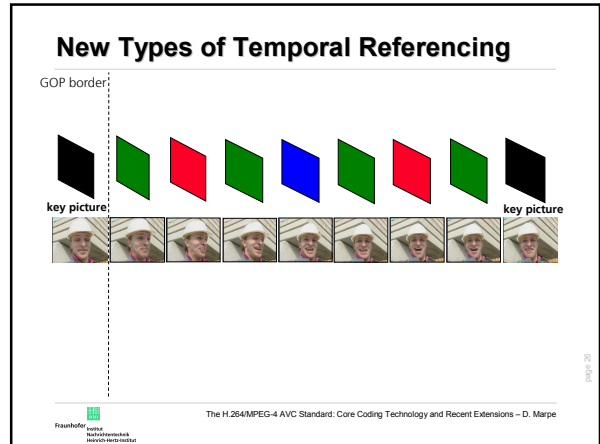 New Types of Temporal Referencing
GOP border
key picture
key picture
page 26
The H.264/MPEG-4 AVC Standard: Core Coding Technology and Recent Extensions – D. Marpe
Fraunhofer
Institut
Nachrichtentechnik
Heinrich-Hertz-Institut